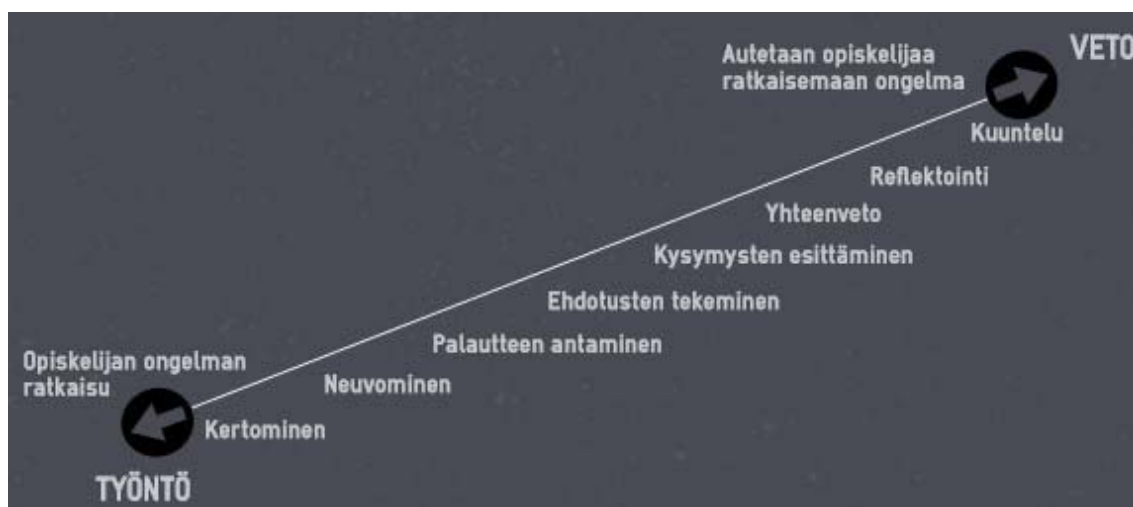 VETO
Autetaan opiskelijaa
ratkaisemaan ongelma
Kuuntelu
Reflektointi
Yhteenveto
Kysymysten esittäminen
Ehdotusten tekeminen
Palautteen antaminen
Neuvominen
Opiskelijan ongelman
ratkaisu
Kertominen
TYÖNTÖ